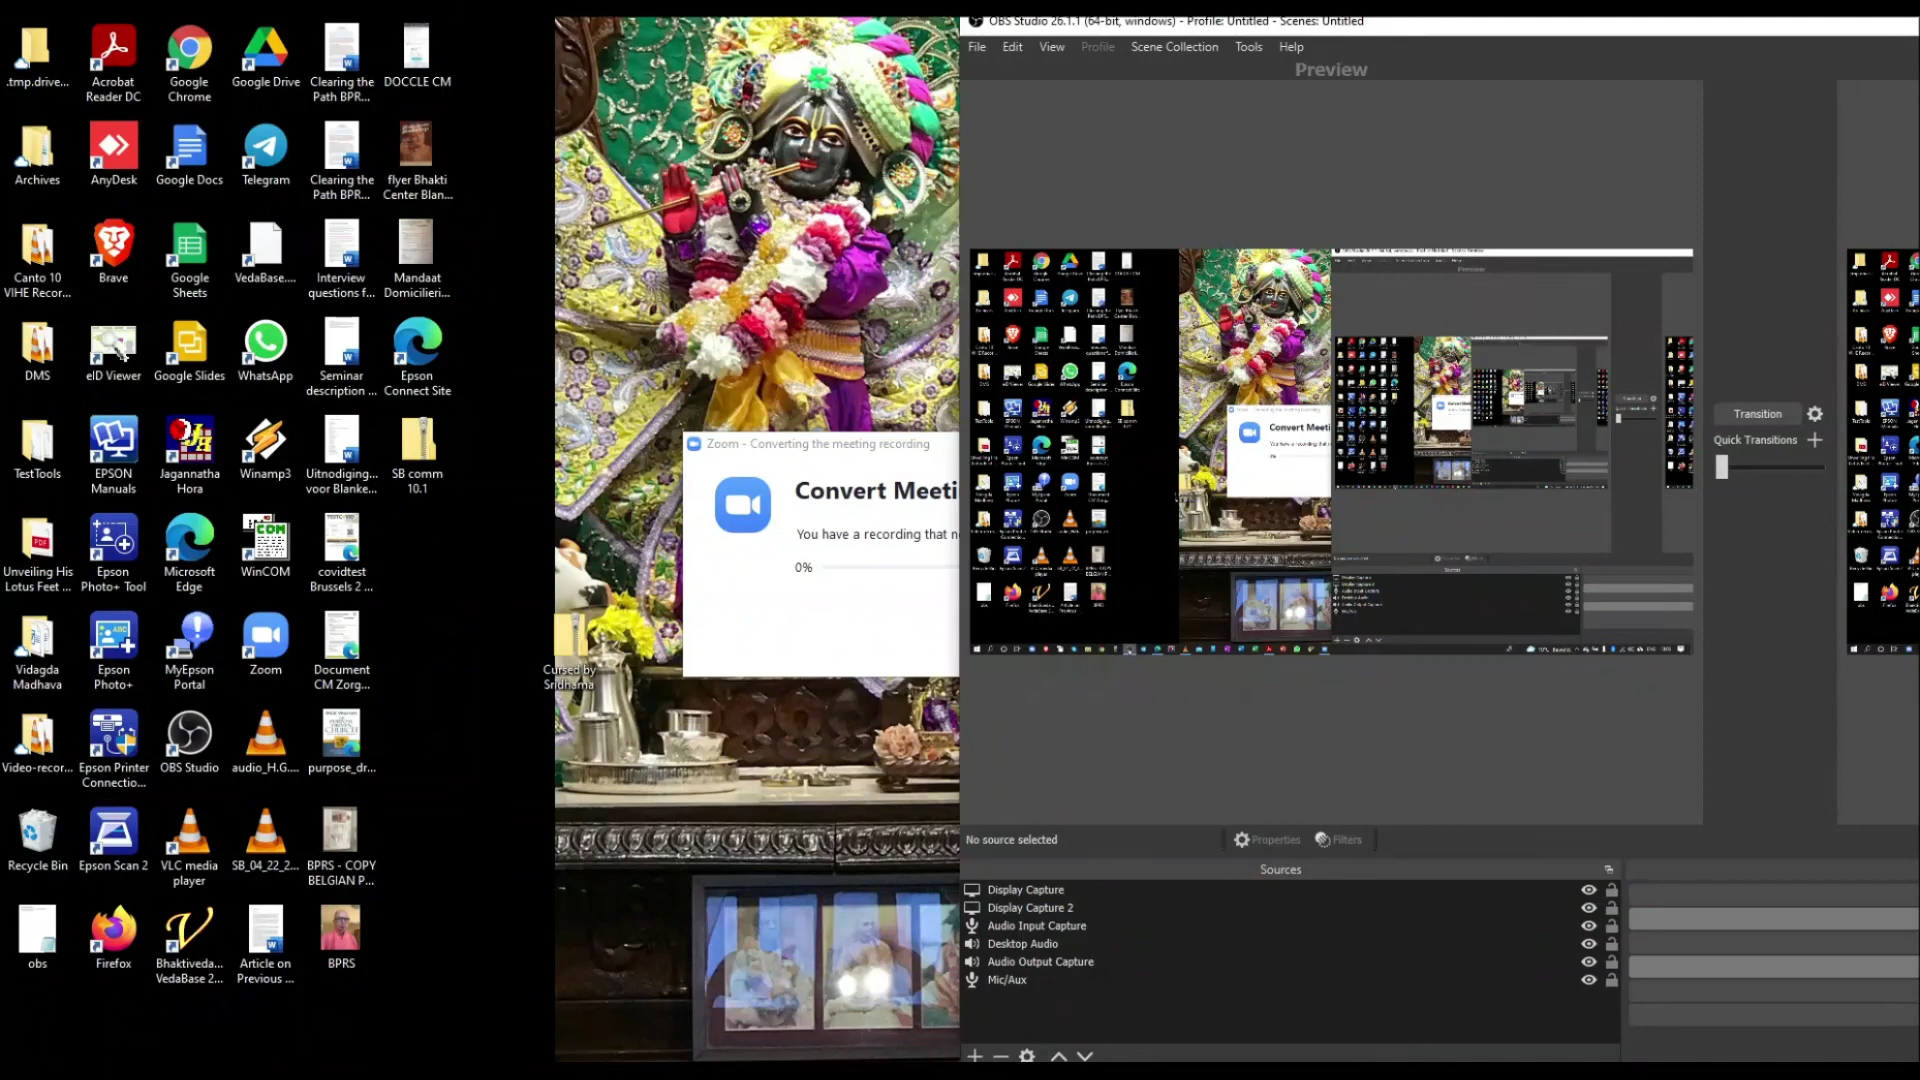 OBS Studio 26.1.1 (64-bit, windows) - Profile: Untitled - Scenes: Untitled
File Edit View Profile Scene Collection Tools Help
Preview
.tmp.drive...
Acrobat
Reader DC
Google
Chrome
Google Drive
Clearing the
Path BPR...
DOCCLE CM
Archives
AnyDesk
Google Docs
Telegram
Clearing the
Path BPR...
flyer Bhakti
Center Blan...
Canto 10
VIHE Recor...
Brave
Google
Sheets
VedaBase....
Interview
questions f...
Mandaat
Domicilieri...
DMS
eID Viewer
Google Slides
WhatsApp
Seminar
description ...
Epson
Connect Site
TestTools
EPSON
Manuals
Jagannatha
Hora
Winamp3
Uitnodiging...
voor Blanke...
SB comm
10.1
Unveiling His
Lotus Feet ...
Epson
Photo+ Tool
Microsoft
Edge
WinCOM
covidtest
Brussels 2 ...
Vidagda
Madhava
Epson
Photo+
MyEpson
Portal
Zoom
Document
CM Zorg...
Cursed by
Sridhama
Video-recor...
Epson Printer
Connectio...
OBS Studio
audio_H.G....
purpose_dr...
Recycle Bin
Epson Scan 2
VLC media
player
SB_04_22_2...
BPRS - COPY
BELGIAN P...
obs
Firefox
Bhaktiveda...
VedaBase 2...
Article on
Previous ...
BPRS
Zoom - Converting the meeting recording
Convert Meeti
You have a recording that n
0%
Transition
Quick Transitions
No source selected
Properties
Filters
Sources
Display Capture
Display Capture 2
Audio Input Capture
Desktop Audio
Audio Output Capture
Mic/Aux